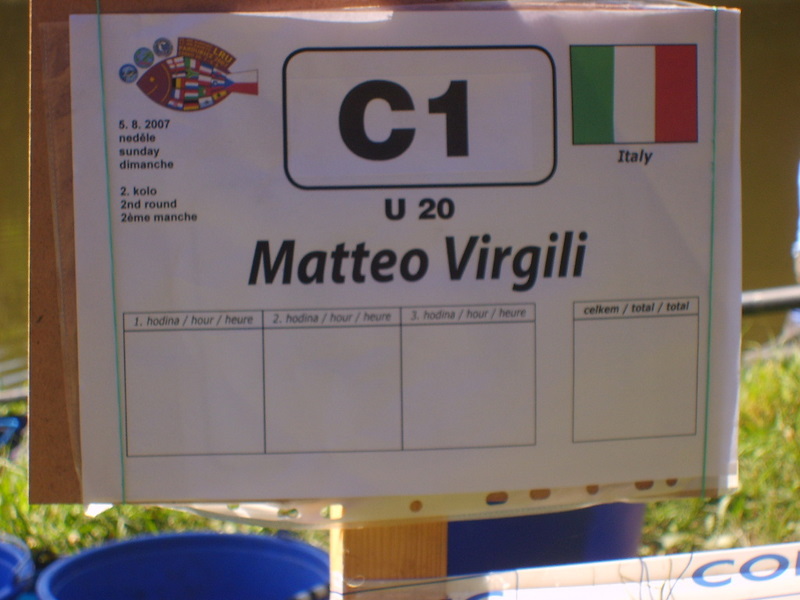 C1
Italy
5. 8. 2007
neděle
sunday
dimanche
2. kolo
2nd round
2ème manche
U 20
Matteo Virgili
1. hodina / hour / heure
2. hodina / hour / heure
3. hodina / hour / heure
celkem / total / total